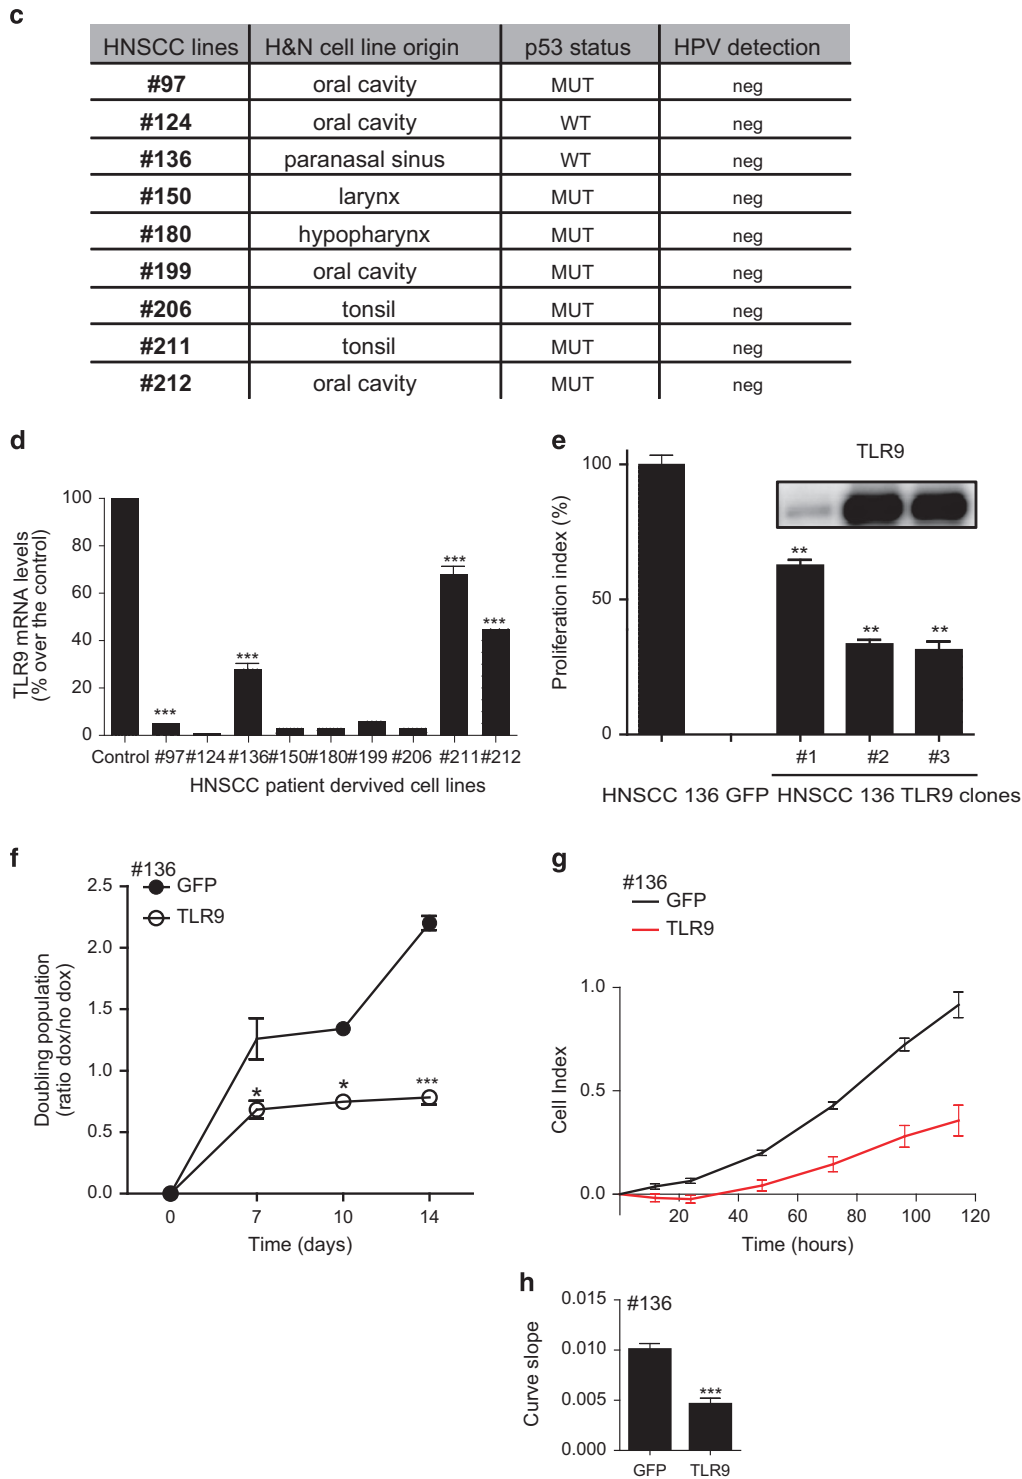 c
HNSCC lines H&N cell line origin p53 status HPV detection
#97 oral cavity MUT neg
#124 oral cavity WT neg
#136 paranasal sinus WT neg
#150 larynx MUT neg
#180 hypopharynx MUT neg
#199 oral cavity MUT neg
#206 tonsil MUT neg
#211 tonsil MUT neg
#212 oral cavity MUT neg
d
TLR9 mRNA levels
(% over the control)
100
80
60
40
20
0
***
***
***
***
Control #97 #124 #136 #150 #180 #199 #206 #211 #212
HNSCC patient dervived cell lines
e
Proliferation index (%)
100
50
0
TLR9
**
**
**
#1 #2 #3
HNSCC 136 GFP HNSCC 136 TLR9 clones
f
#136
GFP
TLR9
Doubling population
(ratio dox/no dox)
2.5
2.0
1.5
1.0
0.5
0.0
* * ***
0 7 10 14
Time (days)
g
#136
GFP
TLR9
Cell Index
1.0
0.5
0.0
20 40 60 80 100 120
Time (hours)
h
#136
Curve slope
0.015
0.010
0.005
0.000
***
GFP TLR9